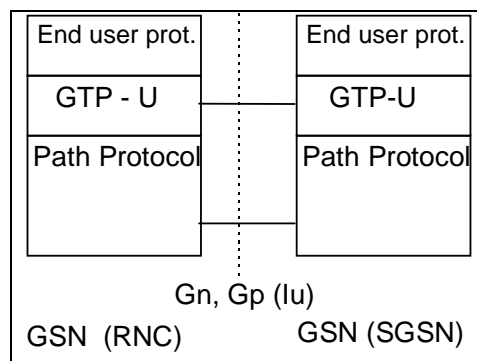 End user prot.
End user prot.
GTP - U
GTP-U
Path Protocol
Path Protocol
Gn, Gp (Iu)
GSN (RNC)
GSN (SGSN)